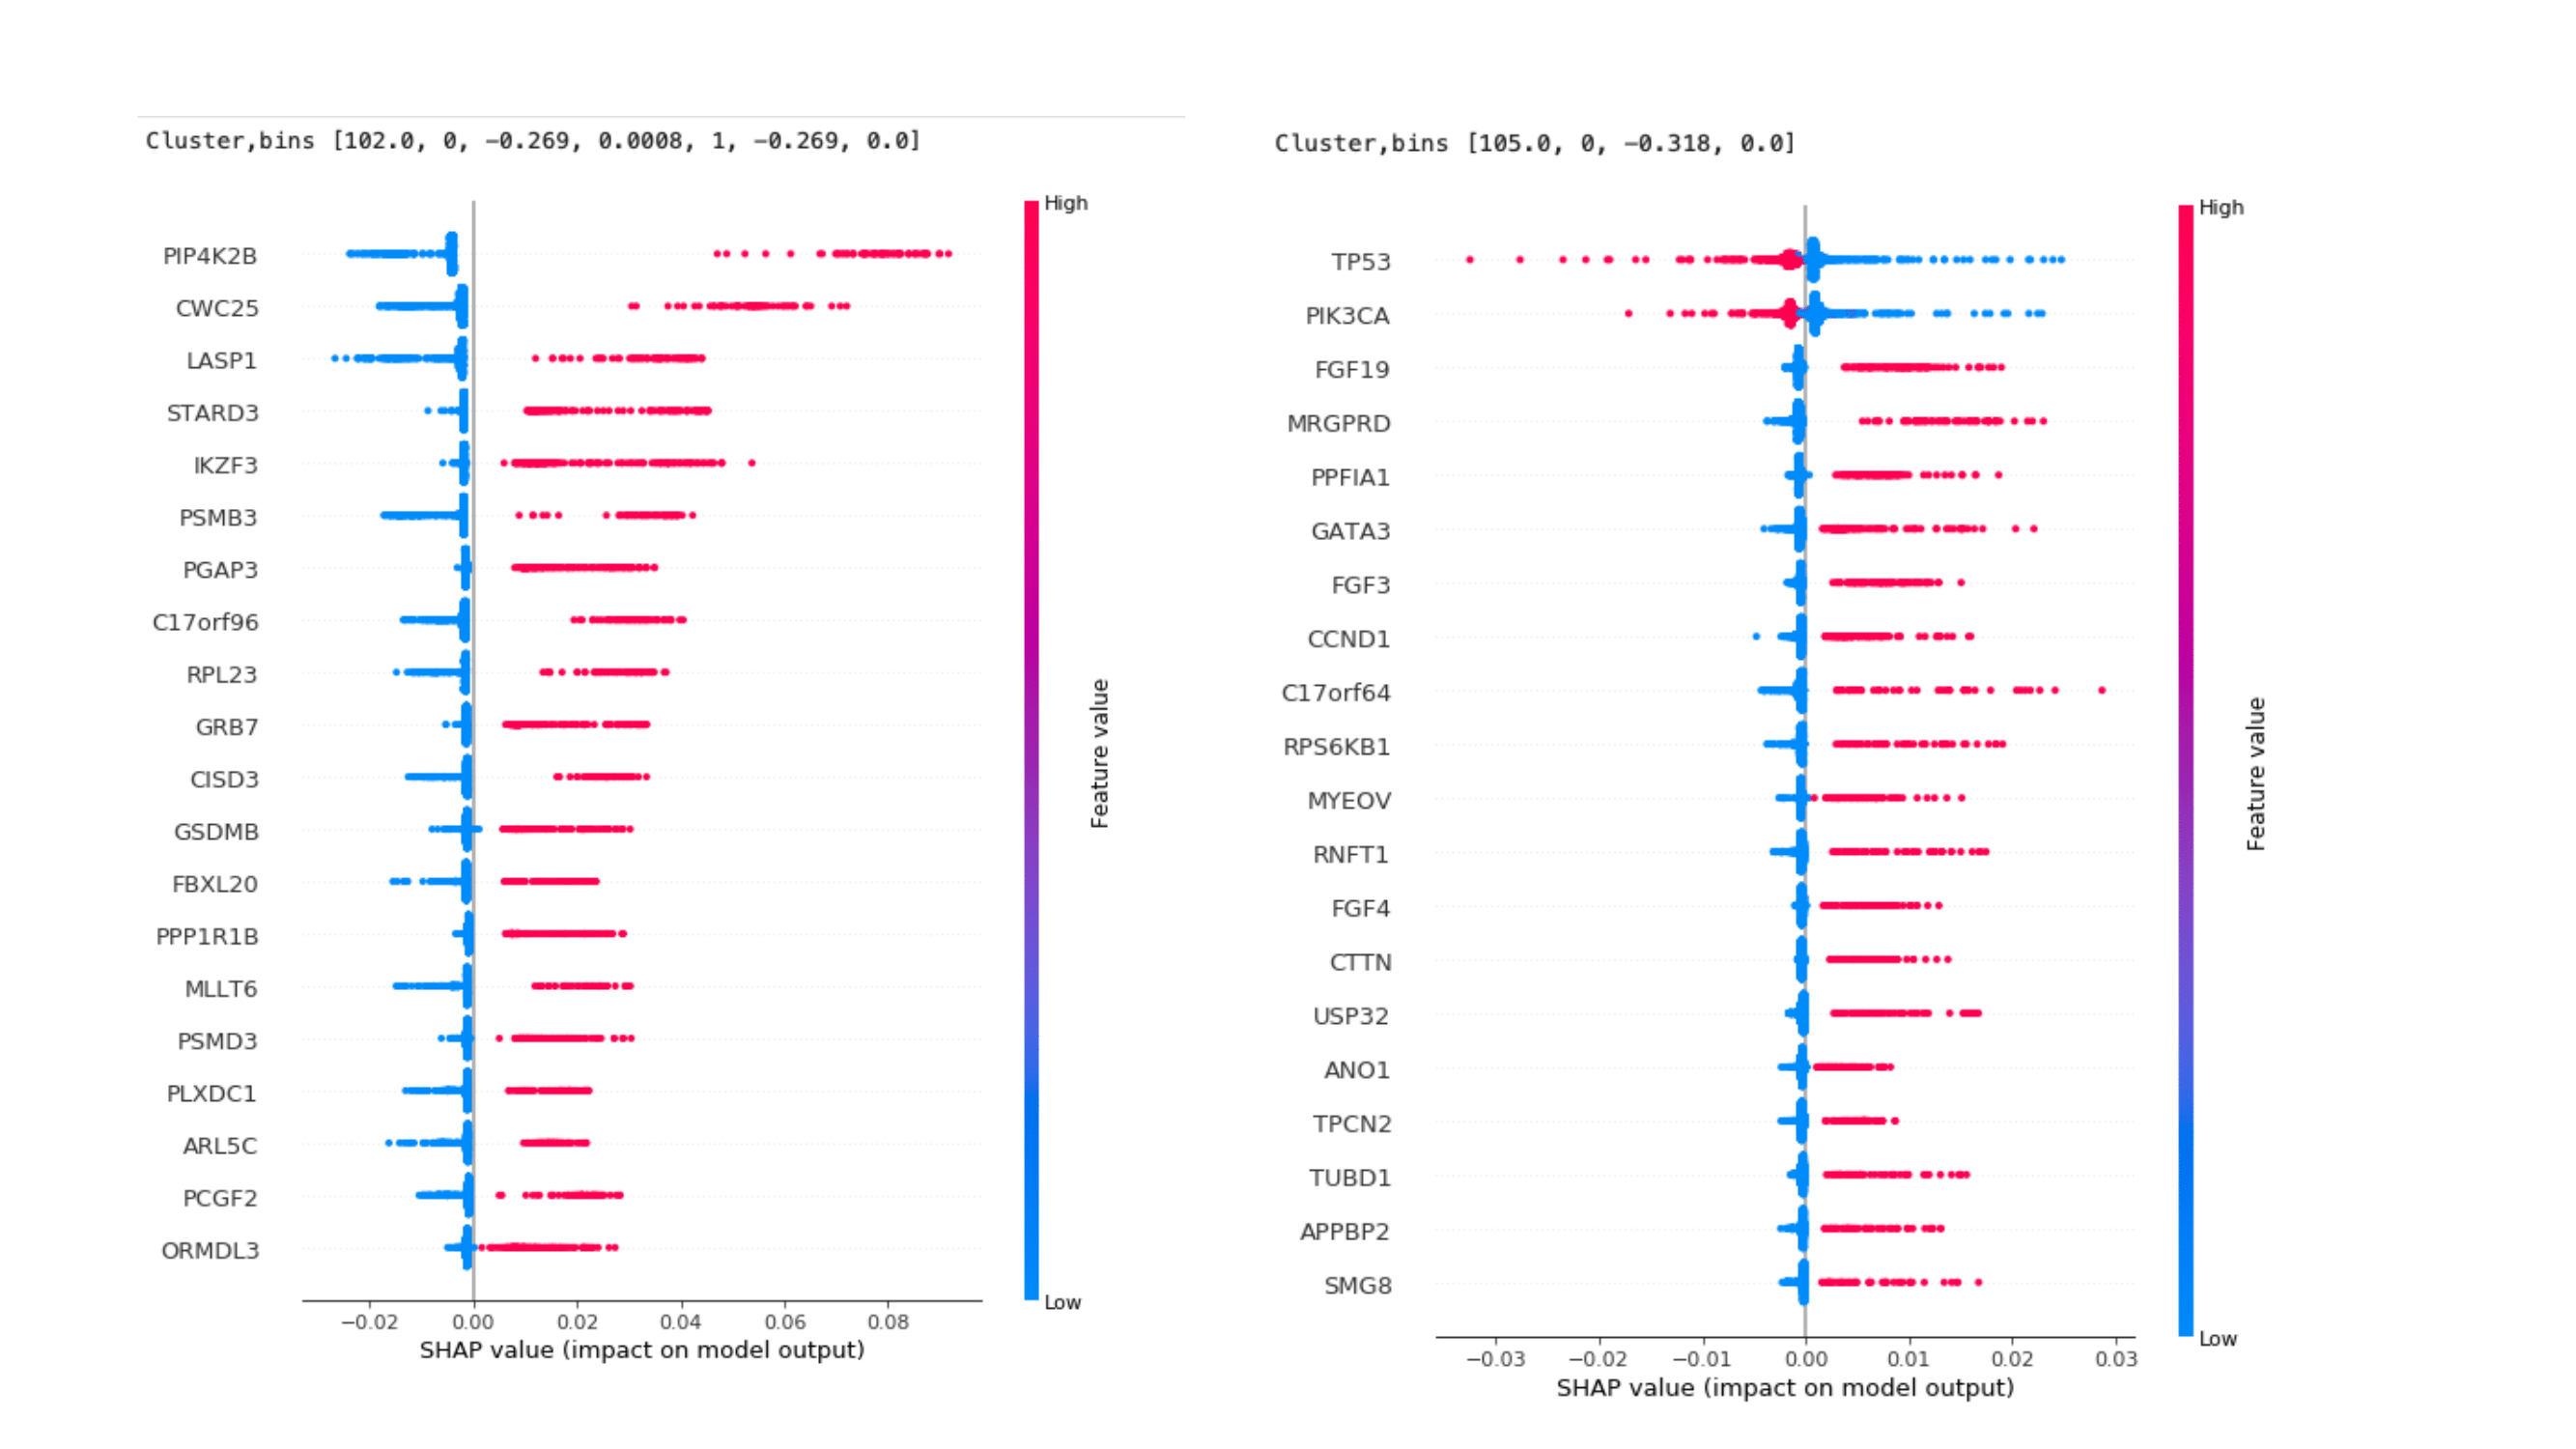 Cluster,bins [102.0, 0, −0.269, 0.0008, 1, −0.269, 0.0]
High
PIP4K2B
CWC25
LASP1
STARD3
IKZF3
PSMB3
PGAP3
C17orf96
RPL23
GRB7
CISD3
GSDMB
FBXL20
PPP1R1B
MLLT6
PSMD3
PLXDC1
ARL5C
PCGF2
ORMDL3
Feature value
Low
−0.02 0.00 0.02 0.04 0.06 0.08
SHAP value (impact on model output)
Cluster,bins [105.0, 0, −0.318, 0.0]
High
TP53
PIK3CA
FGF19
MRGPRD
PPFIA1
GATA3
FGF3
CCND1
C17orf64
RPS6KB1
MYEOV
RNFT1
FGF4
CTTN
USP32
ANO1
TPCN2
TUBD1
APPBP2
SMG8
Feature value
Low
−0.03 −0.02 −0.01 0.00 0.01 0.02 0.03
SHAP value (impact on model output)